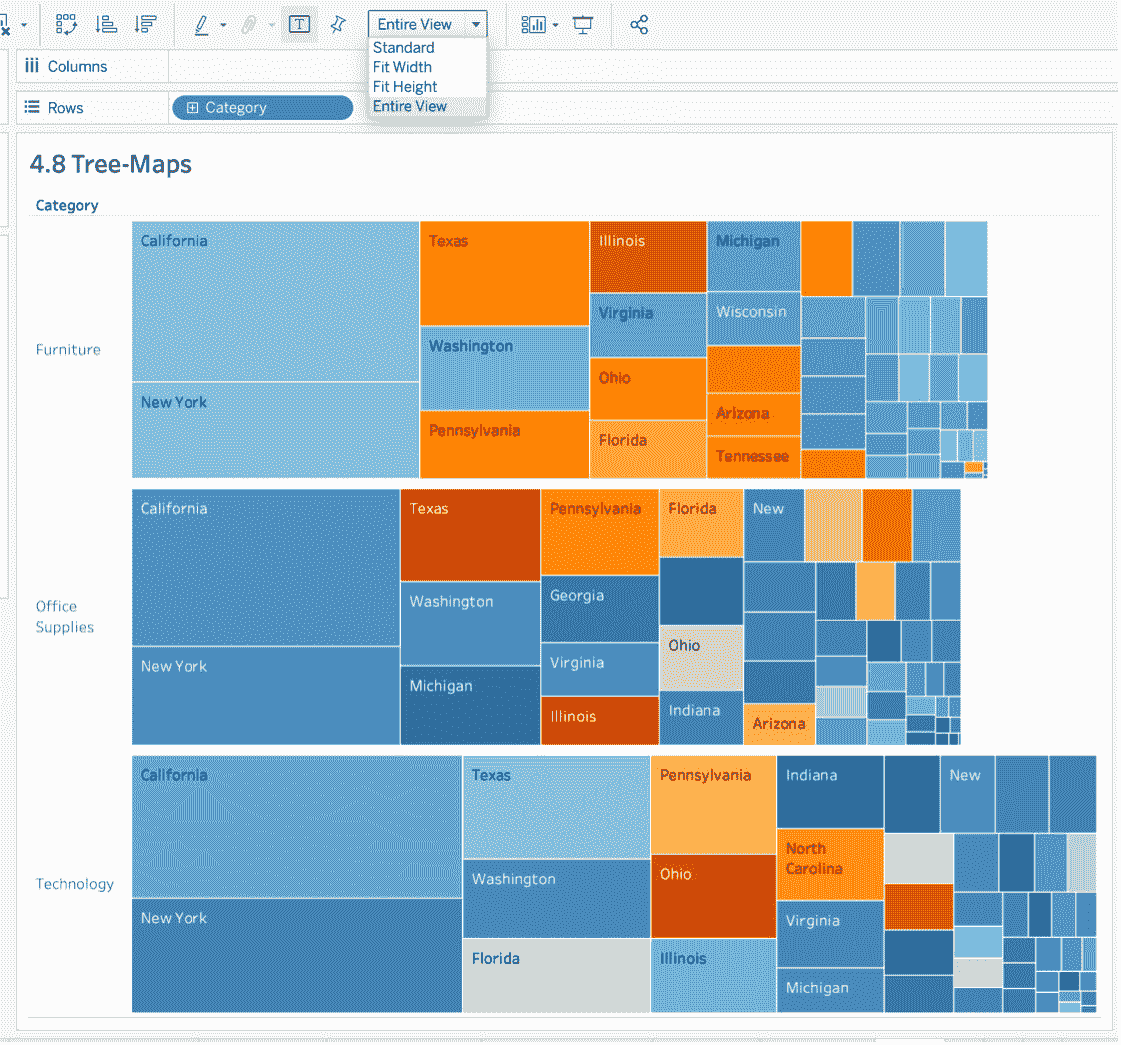 Entire View
Standard
Fit Width
Fit Height
Entire View
Columns
Rows
Category
4.8 Tree-Maps
Category
Furniture
California
New York
Texas
Washington
Pennsylvania
Illinois
Virginia
Ohio
Florida
Michigan
Wisconsin
Arizona
Tennessee
Office
Supplies
California
New York
Texas
Washington
Michigan
Pennsylvania
Georgia
Virginia
Illinois
Florida
Ohio
Indiana
New
Arizona
Technology
California
New York
Texas
Washington
Florida
Pennsylvania
Ohio
Illinois
Indiana
North
Carolina
Virginia
Michigan
New